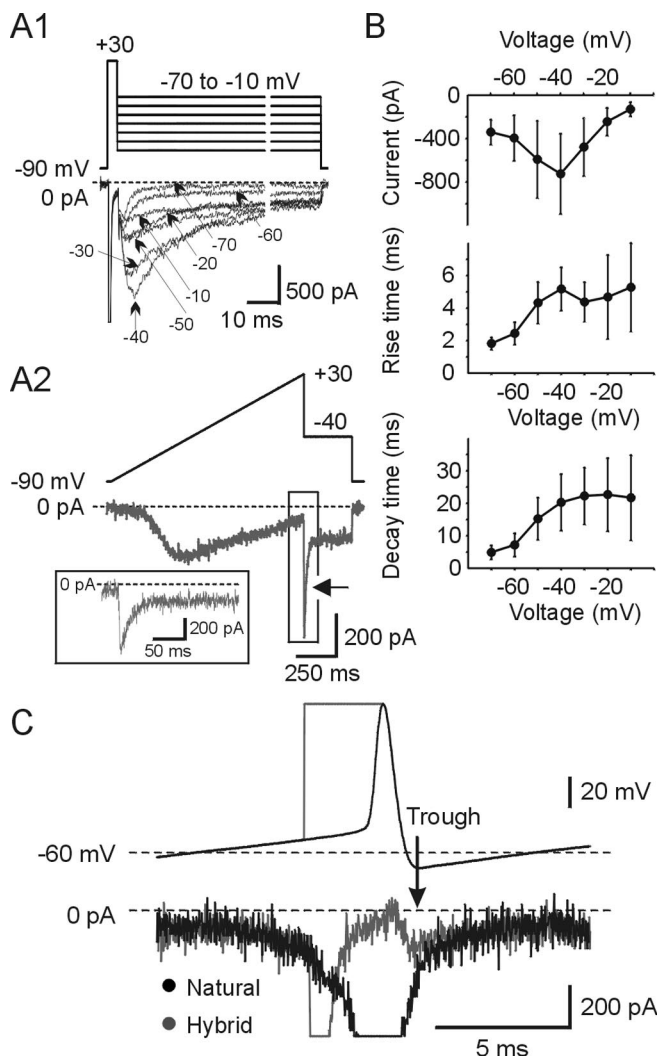 A1
+30
-70 to -10 mV
-90 mV
0 pA
-30
-40
-50
-10
-20
-70
-60
500 pA
10 ms
A2
+30
-40
-90 mV
0 pA
0 pA
200 pA
50 ms
200 pA
250 ms
B
Voltage (mV)
-60 -40 -20
Current (pA)
0
-400
-800
Rise time (ms)
6
4
2
0
-60 -40 -20
Voltage (mV)
Decay time (ms)
30
20
10
0
-60 -40 -20
Voltage (mV)
C
20 mV
Trough
-60 mV
0 pA
Natural
Hybrid
200 pA
5 ms